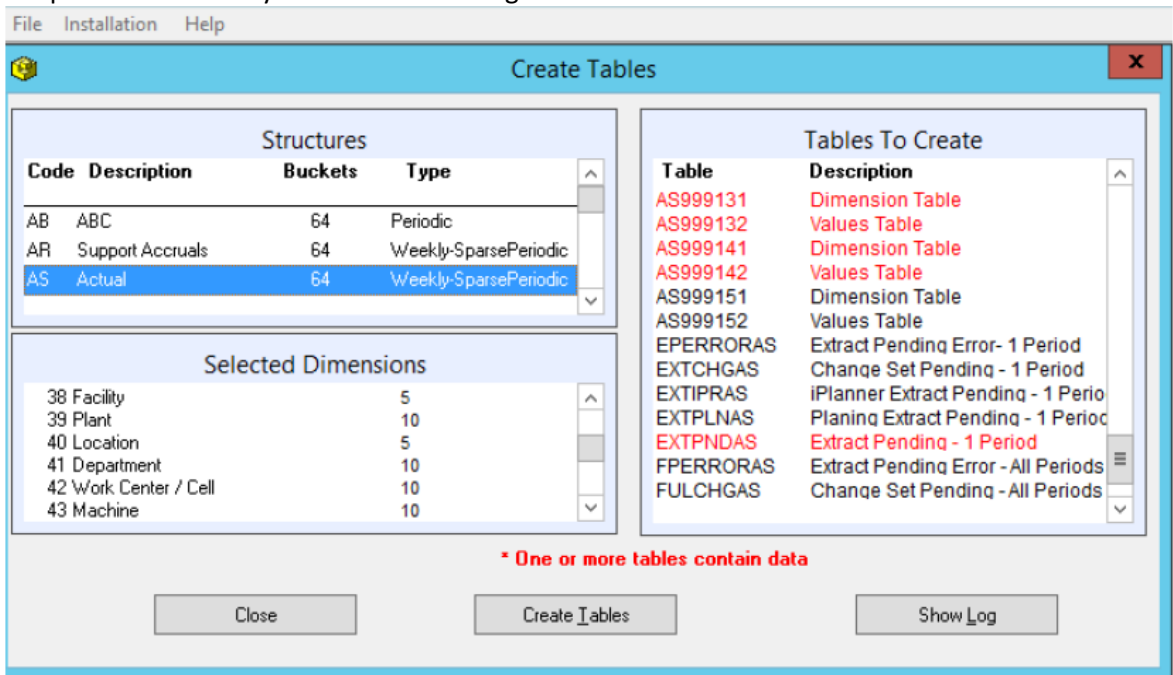 File Installation Help
Create Tables
x
Structures
Code Description Buckets Type
AB ABC 64 Periodic
AR Support Accruals 64 Weekly-SparsePeriodic
AS Actual 64 Weekly-SparsePeriodic
Selected Dimensions
38 Facility 5
39 Plant 10
40 Location 5
41 Department 10
42 Work Center / Cell 10
43 Machine 10
Tables To Create
Table Description
AS999131 Dimension Table
AS999132 Values Table
AS999141 Dimension Table
AS999142 Values Table
AS999151 Dimension Table
AS999152 Values Table
EPERRORAS Extract Pending Error- 1 Period
EXTCHGAS Change Set Pending - 1 Period
EXTIPRAS iPlanner Extract Pending - 1 Perio
EXTPLNAS Planing Extract Pending - 1 Perioc
EXTPNDAS Extract Pending - 1 Period
FPERRORAS Extract Pending Error - All Periods
FULCHGAS Change Set Pending - All Periods
* One or more tables contain data
Close Create Tables Show Log